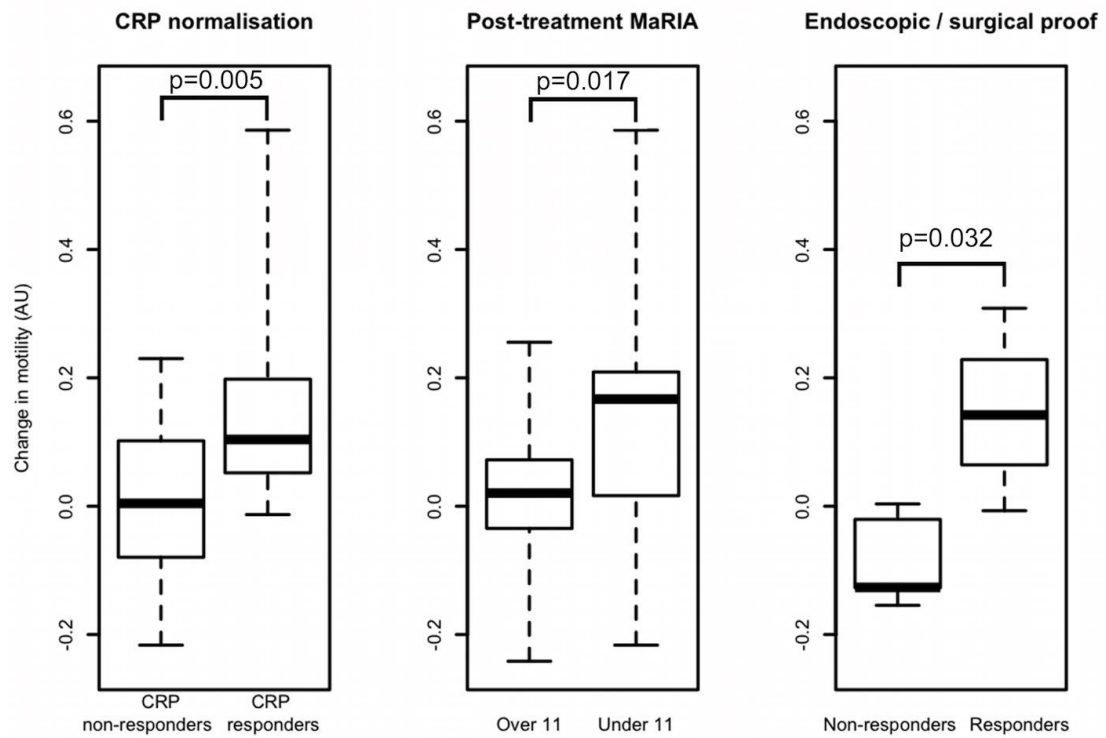 CRP normalisation
Post-treatment MaRIA
Endoscopic / surgical proof
p=0.005
p=0.017
p=0.032
Change in motility (AU)
0.6
0.4
0.2
0.0
-0.2
0.6
0.4
0.2
0.0
-0.2
0.6
0.4
0.2
0.0
-0.2
CRP
non-responders
CRP
responders
Over 11
Under 11
Non-responders
Responders